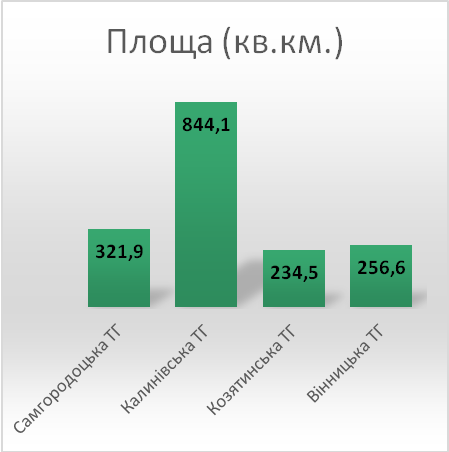 Площа (кв.км.)
844,1
321,9
234,5
256,6
Самгородоцька ТГ
Калинівська ТГ
Козятинська ТГ
Вінницька ТГ